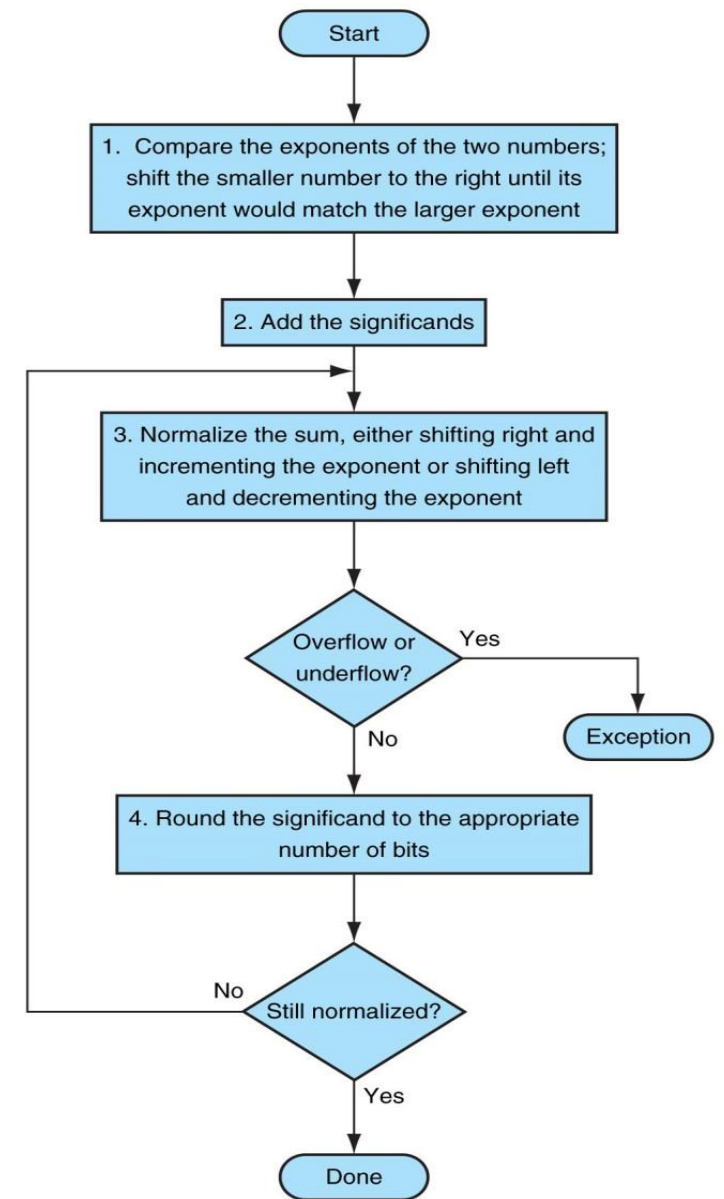 Start
1. Compare the exponents of the two numbers;
shift the smaller number to the right until its
exponent would match the larger exponent
2. Add the significands
3. Normalize the sum, either shifting right and
incrementing the exponent or shifting left
and decrementing the exponent
Overflow or
underflow?
Yes
No
Exception
4. Round the significand to the appropriate
number of bits
No
Still normalized?
Yes
Done